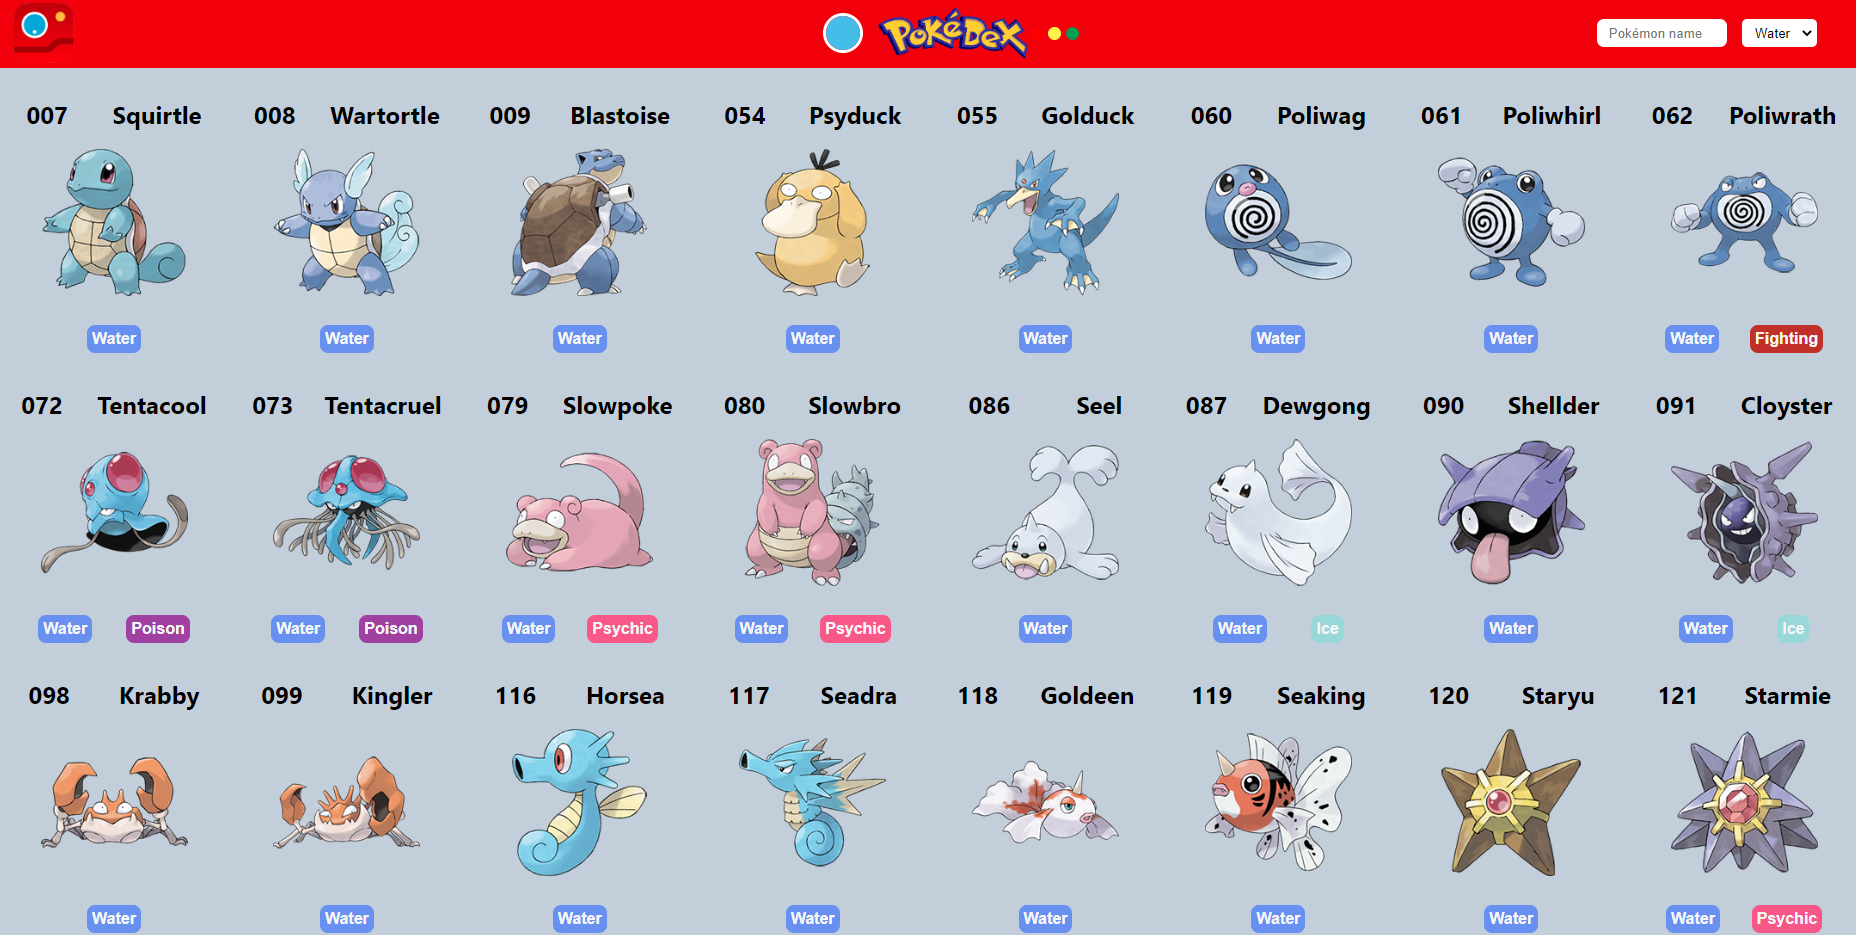 PoKéDeX
Pokémon name
Water
007 Squirtle 008 Wartortle 009 Blastoise 054 Psyduck 055 Golduck 060 Poliwag 061 Poliwhirl 062 Poliwrath
Water Water Water Water Water Water Water Water Fighting
072 Tentacool 073 Tentacruel 079 Slowpoke 080 Slowbro 086 Seel 087 Dewgong 090 Shellder 091 Cloyster
Water Poison Water Poison Water Psychic Water Psychic Water Water Ice Water Water Ice
098 Krabby 099 Kingler 116 Horsea 117 Seadra 118 Goldeen 119 Seaking 120 Staryu 121 Starmie
Water Water Water Water Water Water Water Water Psychic